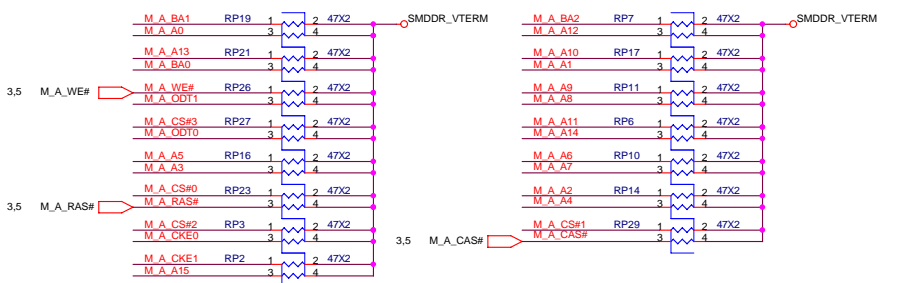 M_A_BA1 RP19 1 2 47X2 SMDDR_VTERM
M_A_A0 3 4
M_A_A13 RP21 1 2 47X2
M_A_BA0 3 4
3,5 M_A_WE# M_A_WE# RP26 1 2 47X2
M_A_ODT1 3 4
M_A_CS#3 RP27 1 2 47X2
M_A_ODT0 3 4
M_A_A5 RP16 1 2 47X2
M_A_A3 3 4
M_A_CS#0 RP23 1 2 47X2
3,5 M_A_RAS# M_A_RAS# 3 4
M_A_CS#2 RP3 1 2 47X2
M_A_CKE0 3 4
M_A_CKE1 RP2 1 2 47X2
M_A_A15 3 4
M_A_BA2 RP7 1 2 47X2 SMDDR_VTERM
M_A_A12 3 4
M_A_A10 RP17 1 2 47X2
M_A_A1 3 4
M_A_A9 RP11 1 2 47X2
M_A_A8 3 4
M_A_A11 RP6 1 2 47X2
M_A_A14 3 4
M_A_A6 RP10 1 2 47X2
M_A_A7 3 4
M_A_A2 RP14 1 2 47X2
M_A_A4 3 4
M_A_CS#1 RP29 1 2 47X2
3,5 M_A_CAS# M_A_CAS# 3 4